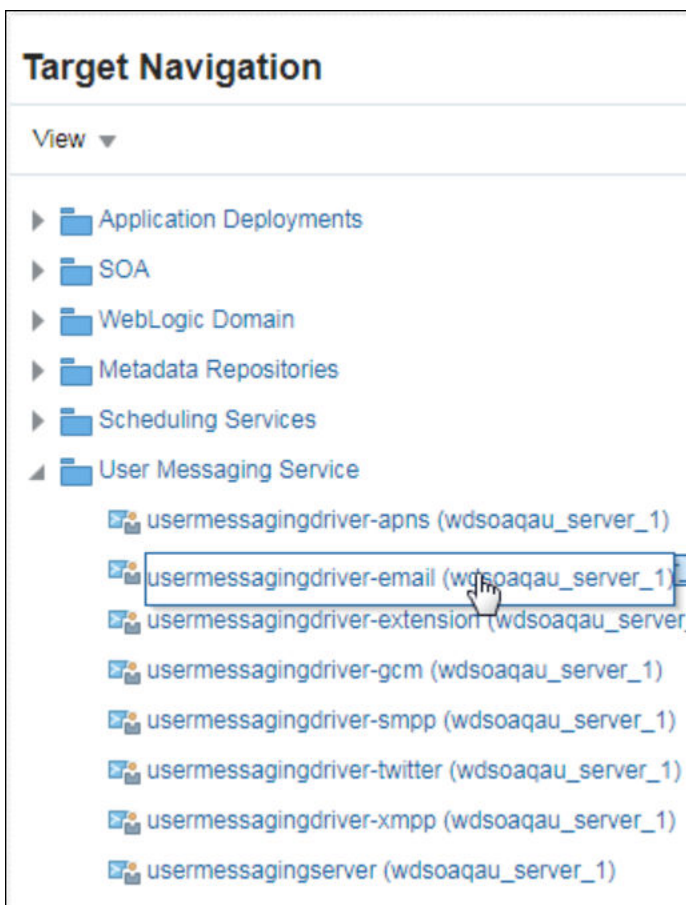 Target Navigation
View
Application Deployments
SOA
WebLogic Domain
Metadata Repositories
Scheduling Services
User Messaging Service
usermessagingdriver-apns (wdsoaqau_server_1)
usermessagingdriver-email (wdsoaqau_server_1)
usermessagingdriver-extension (wdsoaqau_server_
usermessagingdriver-gcm (wdsoaqau_server_1)
usermessagingdriver-smpp (wdsoaqau_server_1)
usermessagingdriver-twitter (wdsoaqau_server_1)
usermessagingdriver-xmpp (wdsoaqau_server_1)
usermessagingserver (wdsoaqau_server_1)